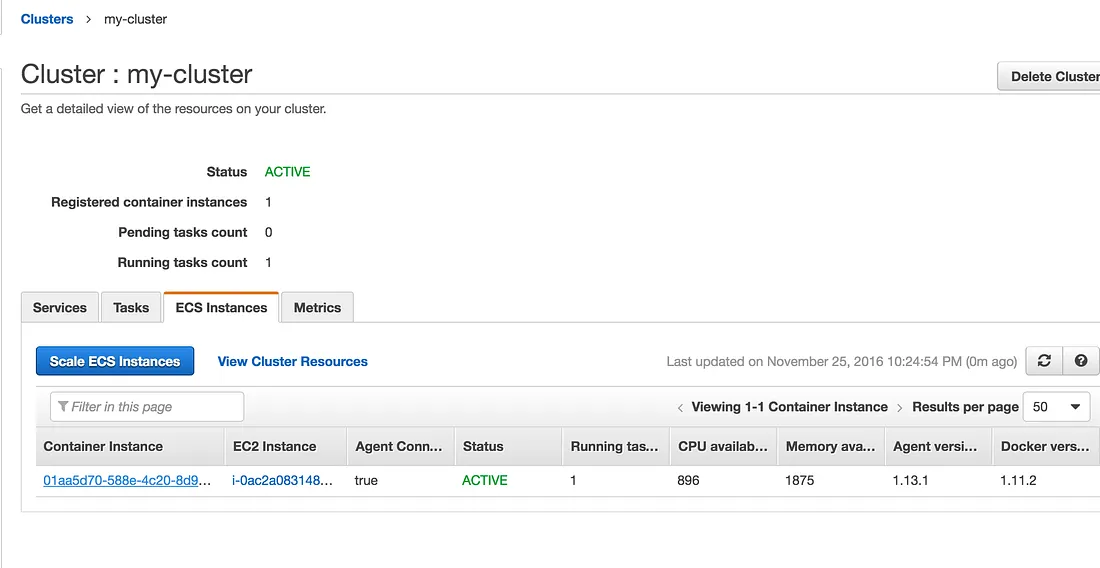 Clusters > my-cluster
Cluster : my-cluster
Delete Cluster
Get a detailed view of the resources on your cluster.
Status ACTIVE
Registered container instances 1
Pending tasks count 0
Running tasks count 1
Services Tasks ECS Instances Metrics
Scale ECS Instances View Cluster Resources Last updated on November 25, 2016 10:24:54 PM (0m ago)
Filter in this page < Viewing 1-1 Container Instance > Results per page 50
Container Instance EC2 Instance Agent Conn... Status Running tas... CPU availab... Memory ava... Agent versi... Docker vers...
01aa5d70-588e-4c20-8d9... i-0ac2a083148... true ACTIVE 1 896 1875 1.13.1 1.11.2